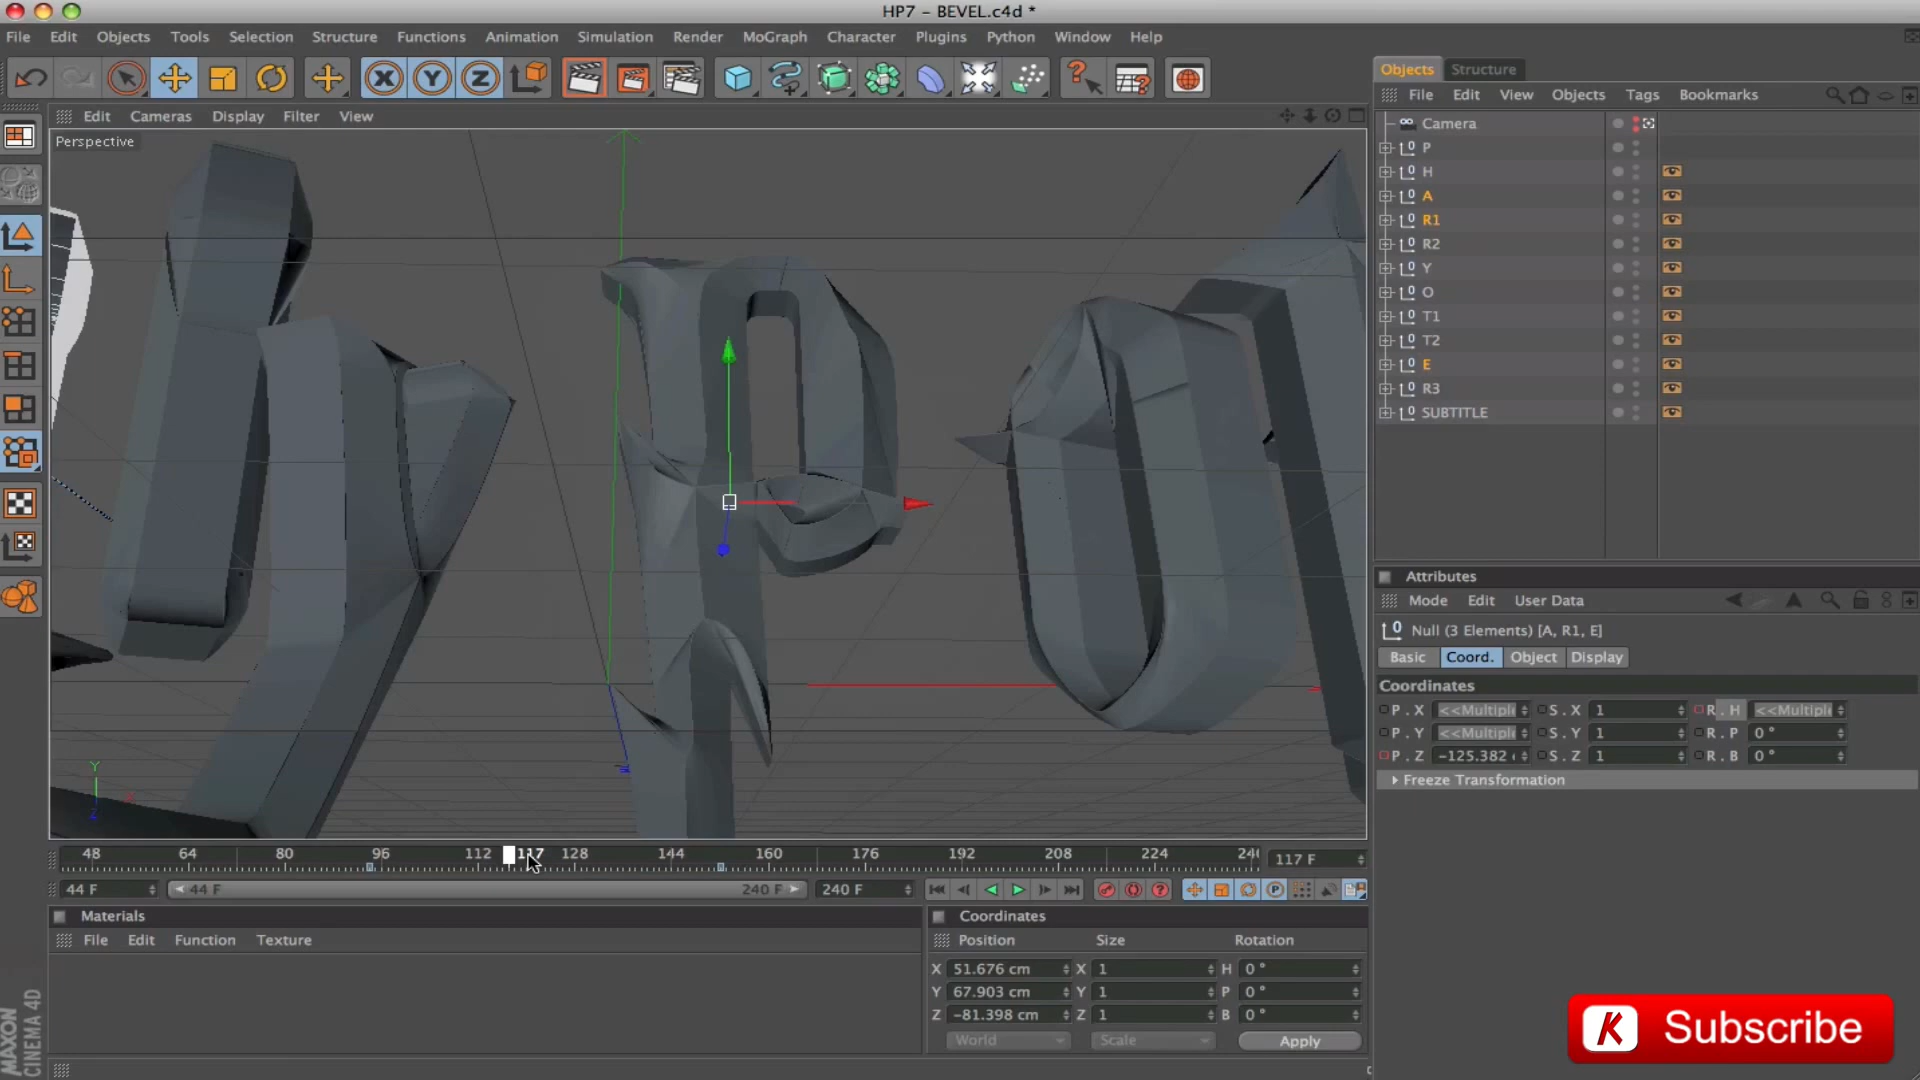 HP7 - BEVEL.c4d *
File Edit Objects Tools Selection Structure Functions Animation Simulation Render MoGraph Character Plugins Python Window Help
X Y Z
Objects Structure
File Edit View Objects Tags Bookmarks
Edit Cameras Display Filter View
Perspective
Camera
P
H
A
R1
R2
Y
O
T1
T2
E
R3
SUBTITLE
Attributes
Mode Edit User Data
Null (3 Elements) [A, R1, E]
Basic Coord. Object Display
Coordinates
P . X <<Multipl S . X 1 R . H <<Multipl
P . Y <<Multipl S . Y 1 R . P 0 °
P . Z -125.382 S . Z 1 R . B 0 °
Freeze Transformation
Y
Z
48 64 80 96 112 117 128 144 160 176 192 208 224 240 117 F
44 F 44 F 240 F 240 F
Materials
File Edit Function Texture
Coordinates
Position Size Rotation
X 51.676 cm X 1 H 0 °
Y 67.903 cm Y 1 P 0 °
Z -81.398 cm Z 1 B 0 °
World Scale Apply
MAXON
CINEMA 4D
K Subscribe